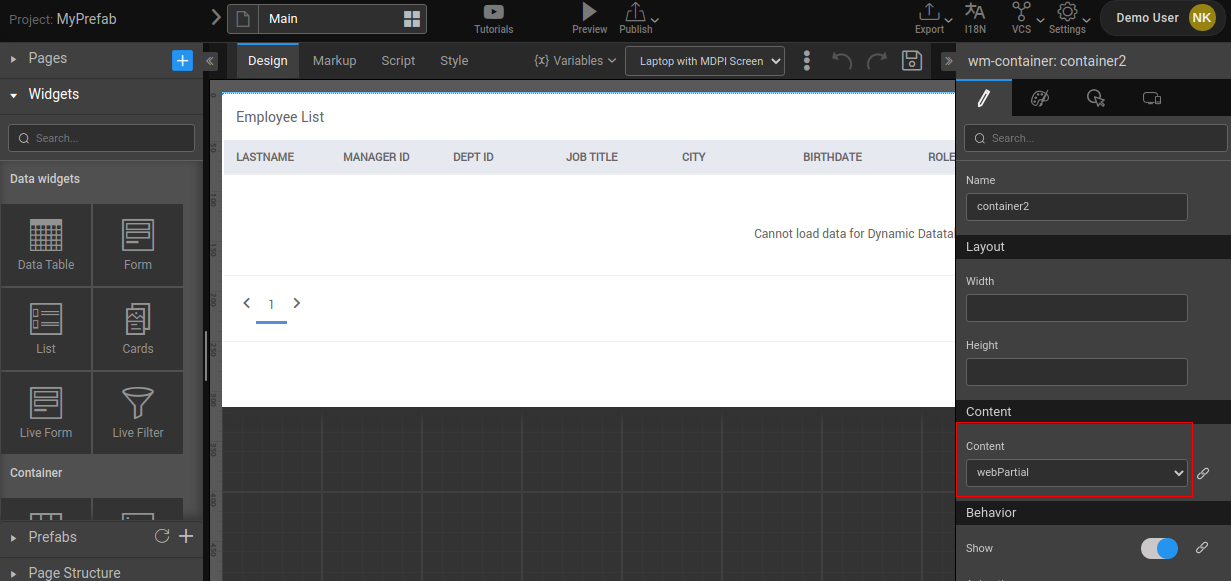 Project: MyPrefab
Main
Tutorials
Preview
Publish
Export
I18N
VCS
Settings
Demo User
NK
Pages
Widgets
Search...
Data widgets
Data Table
Form
List
Cards
Live Form
Live Filter
Container
Prefabs
Page Structure
Design
Markup
Script
Style
{x} Variables
Laptop with MDPI Screen
Employee List
LASTNAME MANAGER ID DEPT ID JOB TITLE CITY BIRTHDATE ROLE
Cannot load data for Dynamic Datatal
1
wm-container: container2
Search...
Name
container2
Layout
Width
Height
Content
Content
webPartial
Behavior
Show